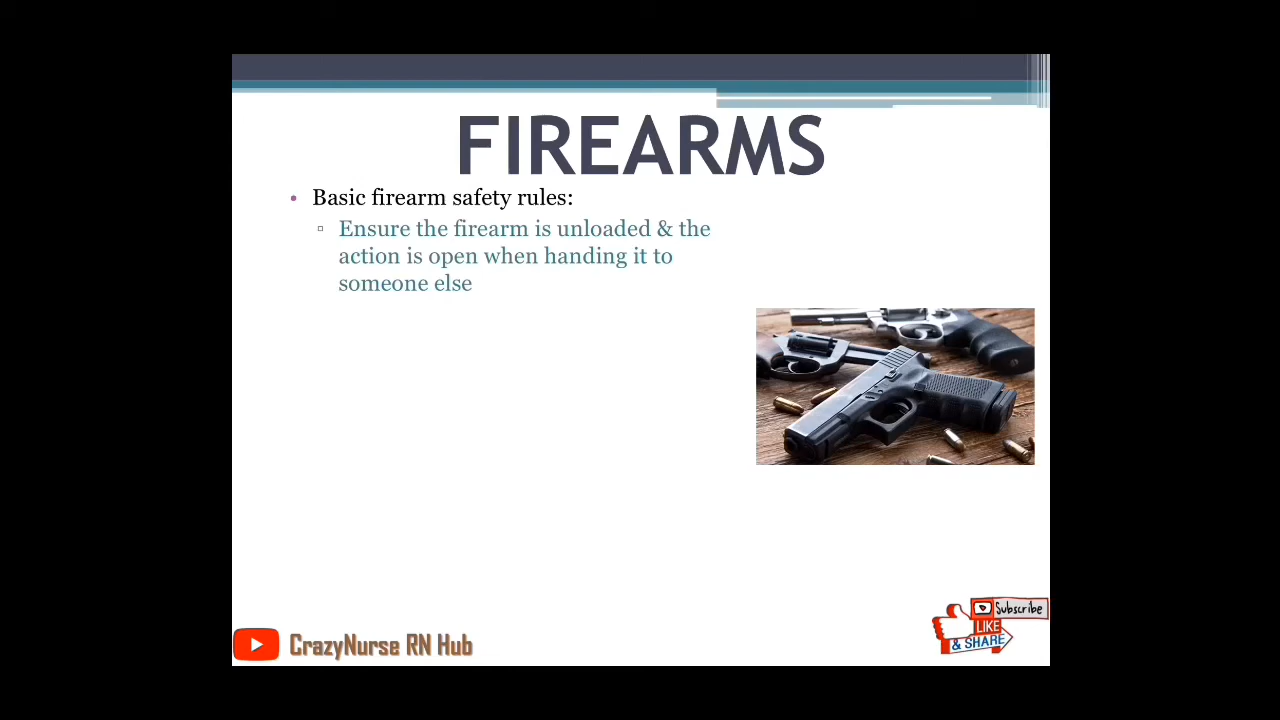 FIREARMS
Basic firearm safety rules:
Ensure the firearm is unloaded & the
action is open when handing it to
someone else
Subscribe
LIKE
& SHARE
CrazyNurse RN Hub